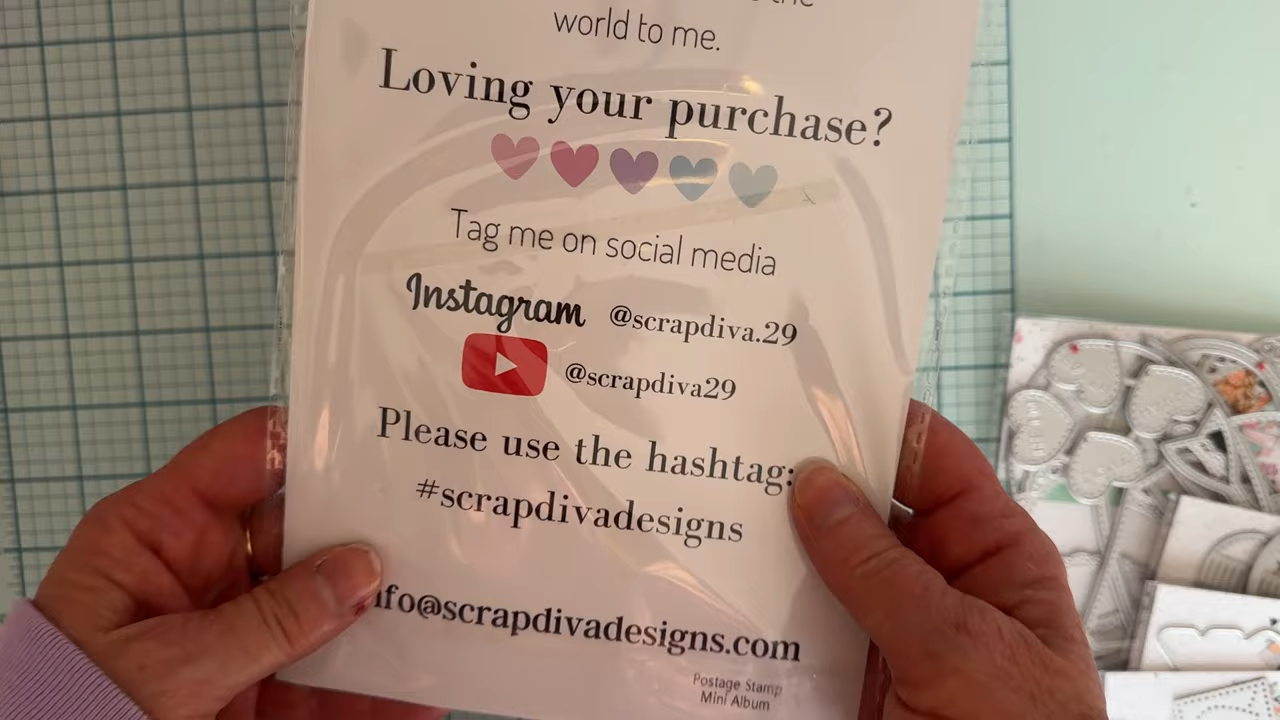 the
world to me.
Loving your purchase?
Tag me on social media
Instagram @scrapdiva.29
@scrapdiva29
Please use the hashtag:
#scrapdivadesigns
nfo@scrapdivadesigns.com
Postage Stamp
Mini Album